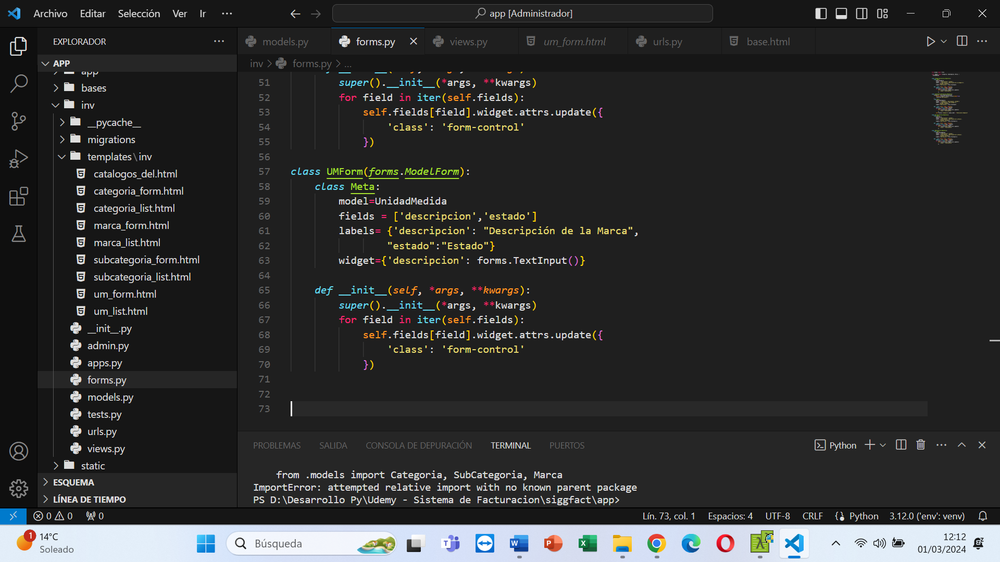 Archivo Editar Selección Ver Ir ··· app [Administrador]
EXPLORADOR
models.py forms.py views.py um_form.html urls.py base.html
APP
inv > forms.py > ...
app
bases
inv
__pycache__
migrations
templates\inv
catalogos_del.html
categoria_form.html
categoria_list.html
marca_form.html
marca_list.html
subcategoria_form.html
subcategoria_list.html
um_form.html
um_list.html
__init__.py
admin.py
apps.py
forms.py
models.py
tests.py
urls.py
views.py
static
ESQUEMA
LÍNEA DE TIEMPO
51 super().__init__(*args, **kwargs)
52 for field in iter(self.fields):
53 self.fields[field].widget.attrs.update({
54 'class': 'form-control'
55 })
56
57 class UMForm(forms.ModelForm):
58 class Meta:
59 model=UnidadMedida
60 fields = ['descripcion','estado']
61 labels= {'descripcion': "Descripción de la Marca",
62 "estado":"Estado"}
63 widget={'descripcion': forms.TextInput()}
64
65 def __init__(self, *args, **kwargs):
66 super().__init__(*args, **kwargs)
67 for field in iter(self.fields):
68 self.fields[field].widget.attrs.update({
69 'class': 'form-control'
70 })
71
72
73
PROBLEMAS SALIDA CONSOLA DE DEPURACIÓN TERMINAL PUERTOS Python
from .models import Categoria, SubCategoria, Marca
ImportError: attempted relative import with no known parent package
PS D:\Desarrollo Py\Udemy - Sistema de Facturacion\siggfact\app>
0 0 0 Lín. 73, col. 1 Espacios: 4 UTF-8 CRLF Python 3.12.0 ('env': venv)
1 14°C
Soleado
Búsqueda
12:12
01/03/2024